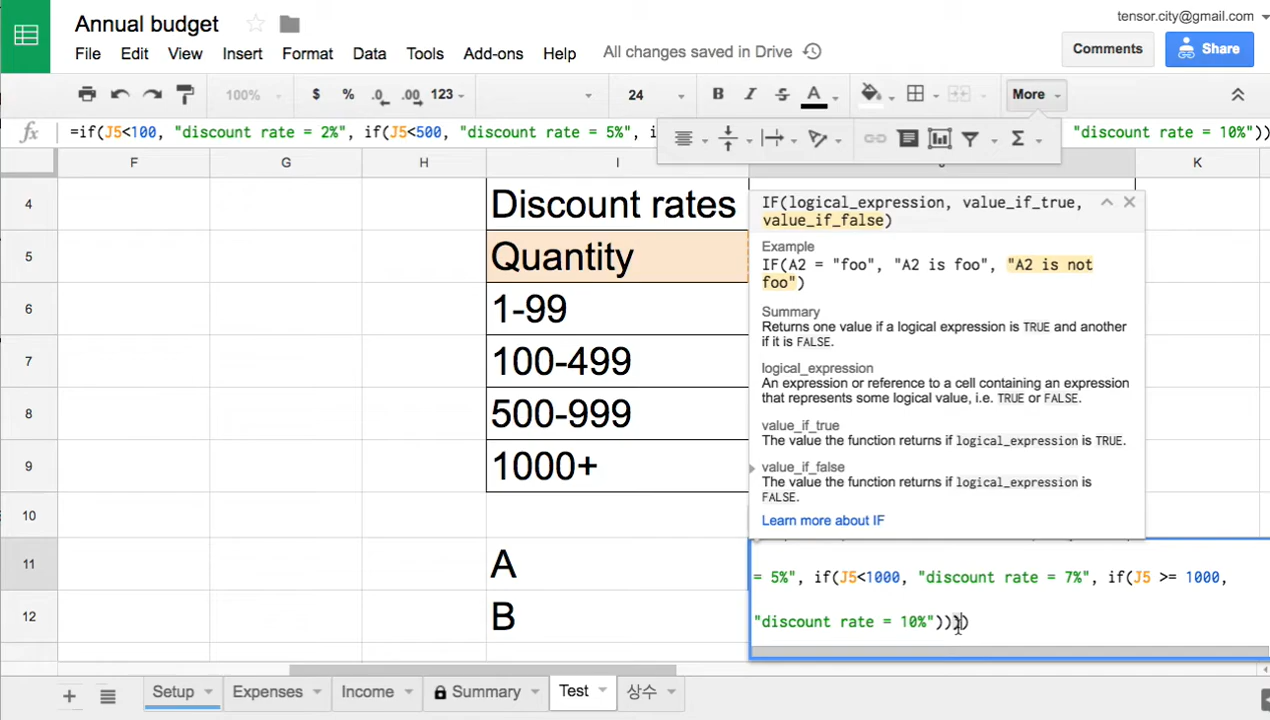 Annual budget
tensor.city@gmail.com
File Edit View Insert Format Data Tools Add-ons Help All changes saved in Drive
Comments
Share
100% $ % .0 .00 123 24 B I S A More
fx =if(J5<100, "discount rate = 2%", if(J5<500, "discount rate = 5%", i "discount rate = 10%"))
F G H I K
4 Discount rates
5 Quantity
6 1-99
7 100-499
8 500-999
9 1000+
10
11 A
12 B
IF(logical_expression, value_if_true,
value_if_false)
Example
IF(A2 = "foo", "A2 is foo", "A2 is not
foo")
Summary
Returns one value if a logical expression is TRUE and another
if it is FALSE.
logical_expression
An expression or reference to a cell containing an expression
that represents some logical value, i.e. TRUE or FALSE.
value_if_true
The value the function returns if logical_expression is TRUE.
value_if_false
The value the function returns if logical_expression is
FALSE.
Learn more about IF
= 5%", if(J5<1000, "discount rate = 7%", if(J5 >= 1000,
"discount rate = 10%"))))
Setup Expenses Income Summary Test 상수